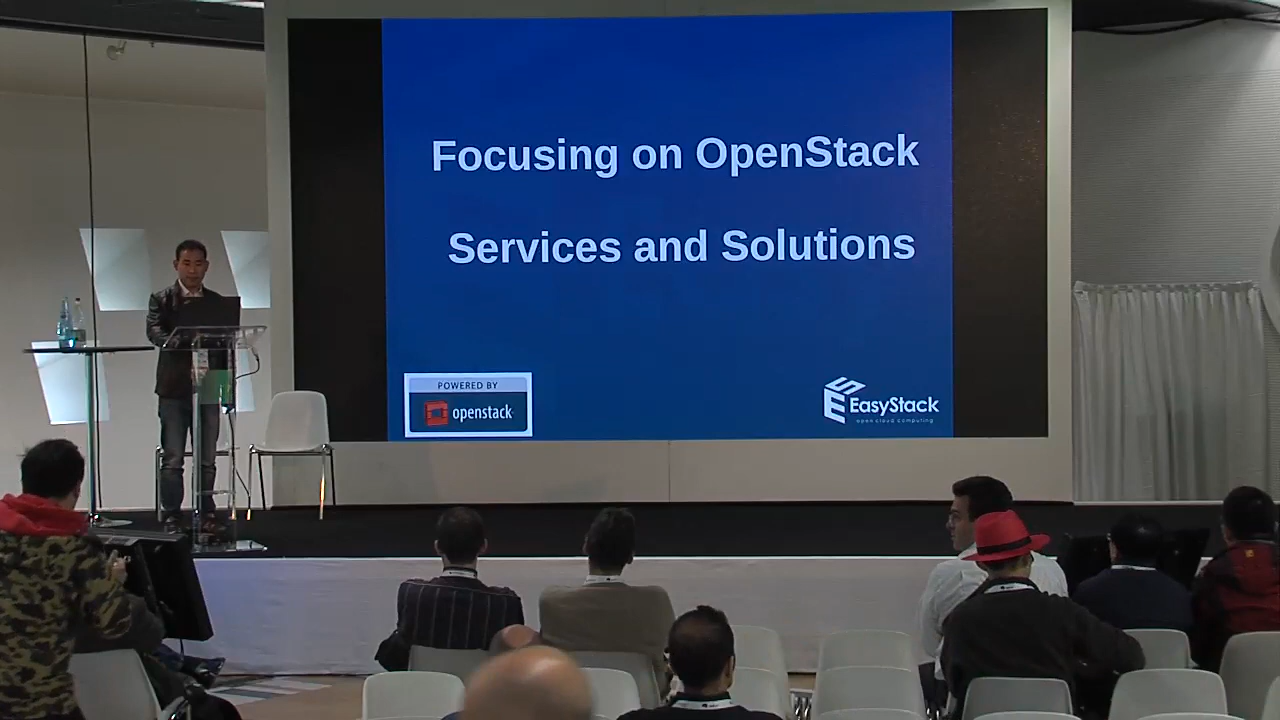 Focusing on OpenStack
Services and Solutions
POWERED BY
openstack
EasyStack
open cloud computing